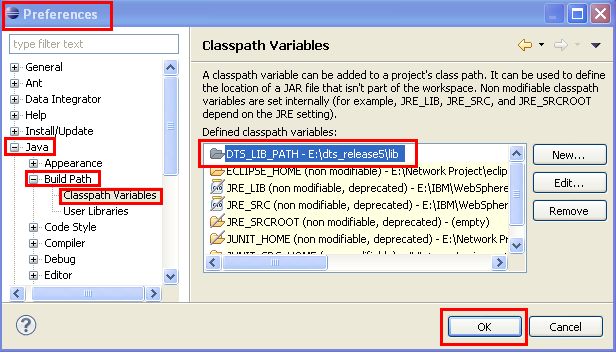 Preferences
type filter text
General
Ant
Data Integrator
Help
Install/Update
Java
Appearance
Build Path
Classpath Variables
User Libraries
Code Style
Compiler
Debug
Editor
Classpath Variables
A classpath variable can be added to a project's class path. It can be used to define
the location of a JAR file that isn't part of the workspace. Non modifiable classpath
variables are set internally (for example, JRE_LIB, JRE_SRC, and JRE_SRCROOT
depend on the JRE setting).
Defined classpath variables:
DTS_LIB_PATH - E:\dts_release5\lib
ECLIPSE_HOME (non modifiable) - E:\Network Project\eclip
JRE_LIB (non modifiable, deprecated) - E:\IBM\WebSphere
JRE_SRC (non modifiable, deprecated) - E:\IBM\WebSpher
JRE_SRCROOT (non modifiable, deprecated) - (empty)
JUNIT_HOME (non modifiable, deprecated) - E:\Network P
New...
Edit...
Remove
OK
Cancel